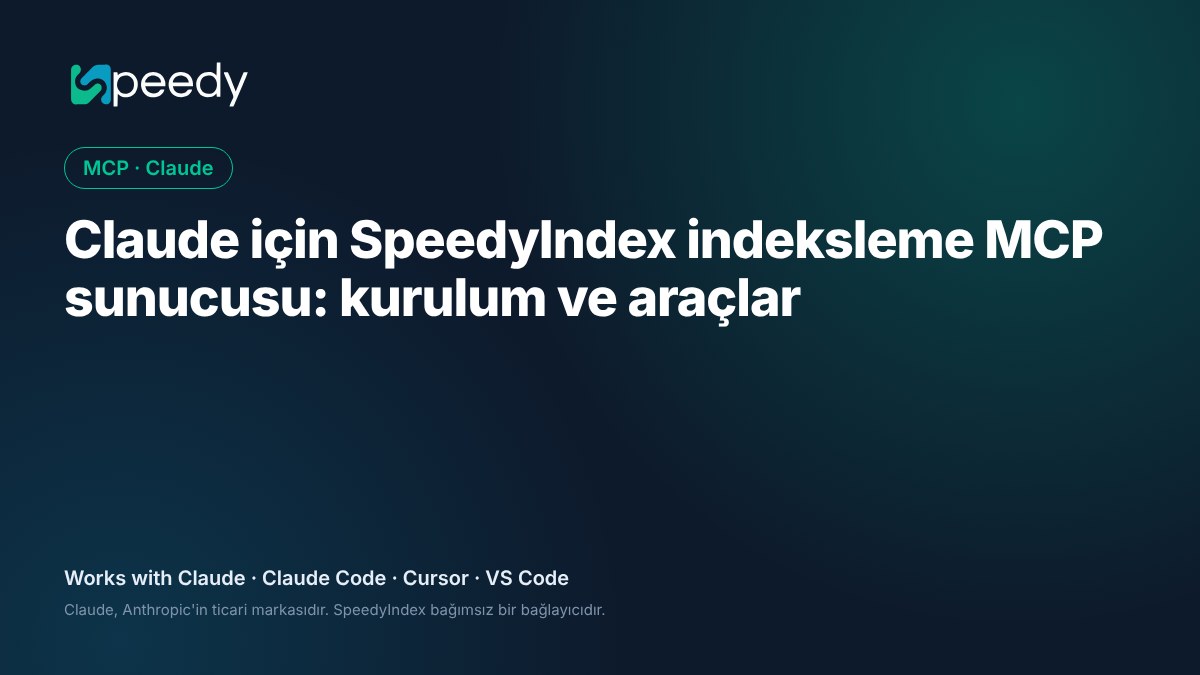 Speedy
MCP · Claude
Claude için SpeedyIndex indeksleme MCP
sunucusu: kurulum ve araçlar
Works with Claude · Claude Code · Cursor · VS Code
Claude, Anthropic'in ticari markasıdır. SpeedyIndex bağımsız bir bağlayıcıdır.